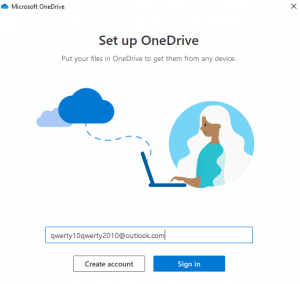 Microsoft OneDrive
Set up OneDrive
Put your files in OneDrive to get them from any device.
qwerty10qwerty2010@outlook.com
Create account
Sign in